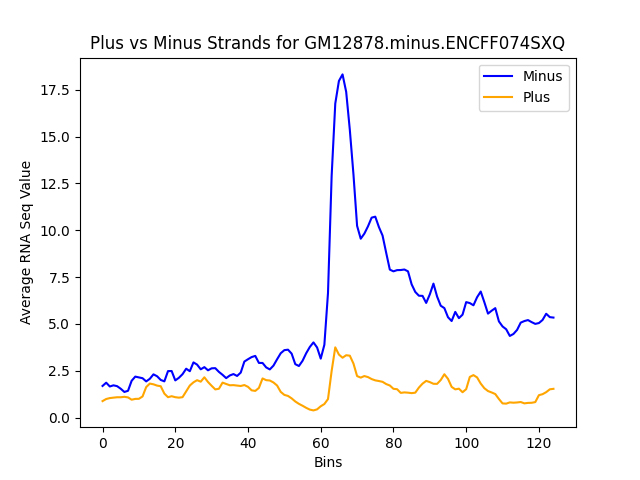 Plus vs Minus Strands for GM12878.minus.ENCFF074SXQ
Minus
Plus
Average RNA Seq Value
17.5
15.0
12.5
10.0
7.5
5.0
2.5
0.0
0 20 40 60 80 100 120
Bins